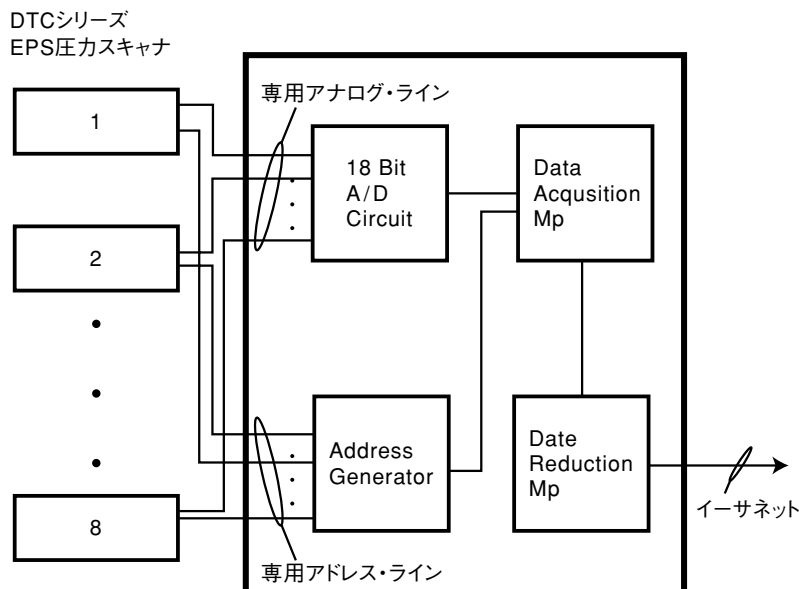 DTCシリーズ
EPS圧力スキャナ
1
2
8
専用アナログ・ライン
18 Bit
A/D
Circuit
Data
Acqusition
Mp
Address
Generator
Date
Reduction
Mp
イーサネット
専用アドレス・ライン